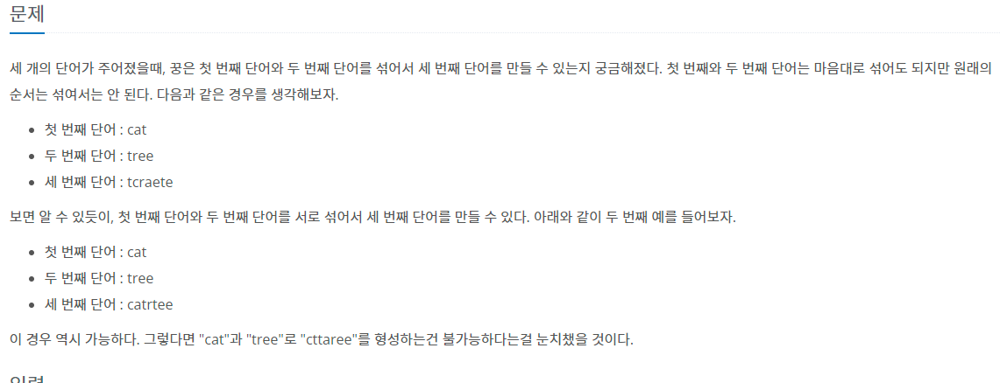 문제
세 개의 단어가 주어졌을때, 꿍은 첫 번째 단어와 두 번째 단어를 섞어서 세 번째 단어를 만들 수 있는지 궁금해졌다. 첫 번째와 두 번째 단어는 마음대로 섞어도 되지만 원래의
순서는 섞여서는 안 된다. 다음과 같은 경우를 생각해보자.
• 첫 번째 단어 : cat
• 두 번째 단어 : tree
• 세 번째 단어 : tcraete
보면 알 수 있듯이, 첫 번째 단어와 두 번째 단어를 서로 섞어서 세 번째 단어를 만들 수 있다. 아래와 같이 두 번째 예를 들어보자.
• 첫 번째 단어 : cat
• 두 번째 단어 : tree
• 세 번째 단어 : catrtee
이 경우 역시 가능하다. 그렇다면 "cat"과 "tree"로 "cttaree"를 형성하는건 불가능하다는걸 눈치챘을 것이다.